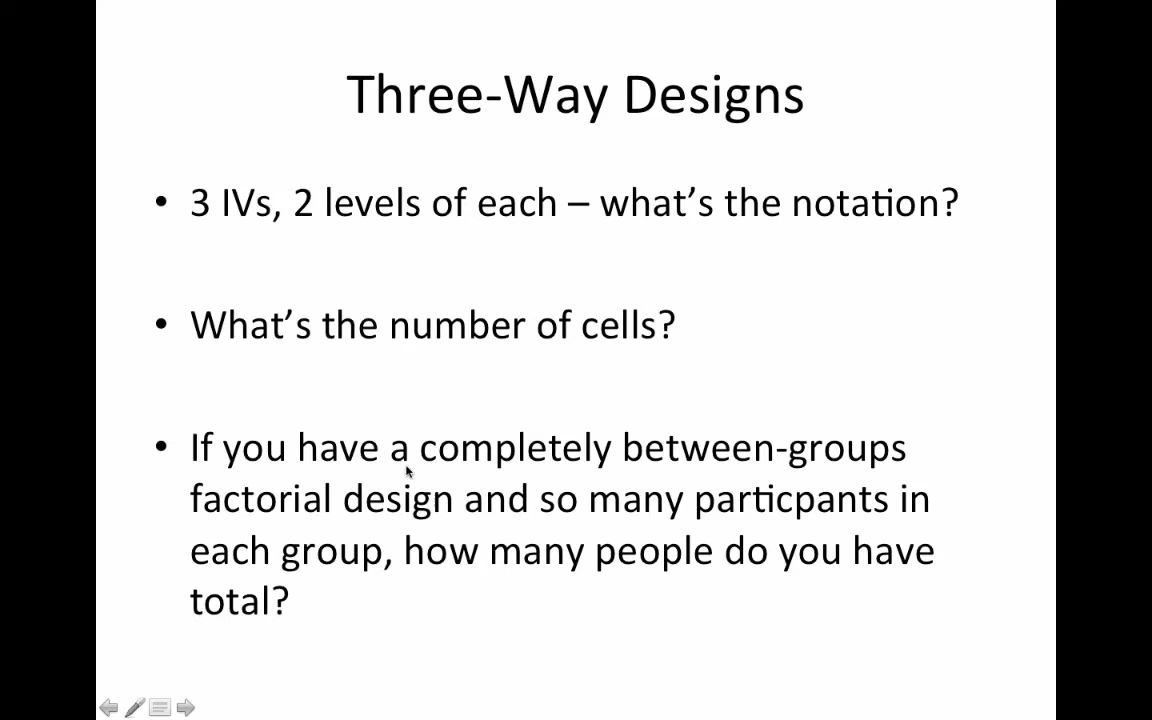 Three-Way Designs
• 3 IVs, 2 levels of each – what’s the notation?
• What’s the number of cells?
• If you have a completely between-groups
factorial design and so many particpants in
each group, how many people do you have
total?